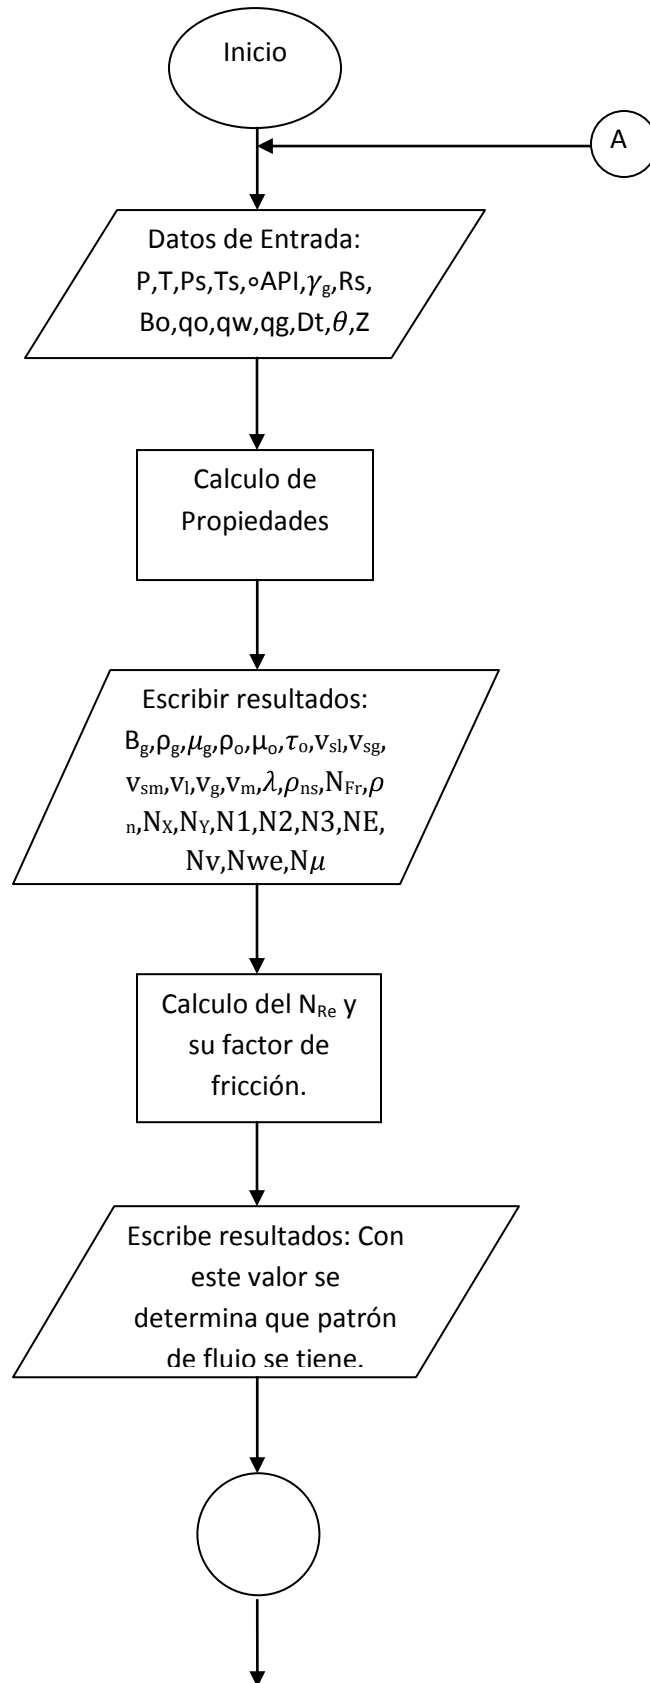 Inicio
A
Datos de Entrada:
P,T,Ps,Ts,∘API,𝛾g,Rs,
Bo,qo,qw,qg,Dt,𝜃,Z
Calculo de
Propiedades
Escribir resultados:
Bg,ρg,𝜇g,ρo,μo,𝜏o,vsl,vsg,
vsm,vl,vg,vm,𝜆,𝜌ns,NFr,𝜌
n,NX,NY,N1,N2,N3,NE,
Nv,Nwe,N𝜇
Calculo del NRe y
su factor de
fricción.
Escribe resultados: Con
este valor se
determina que patrón
de flujo se tiene.